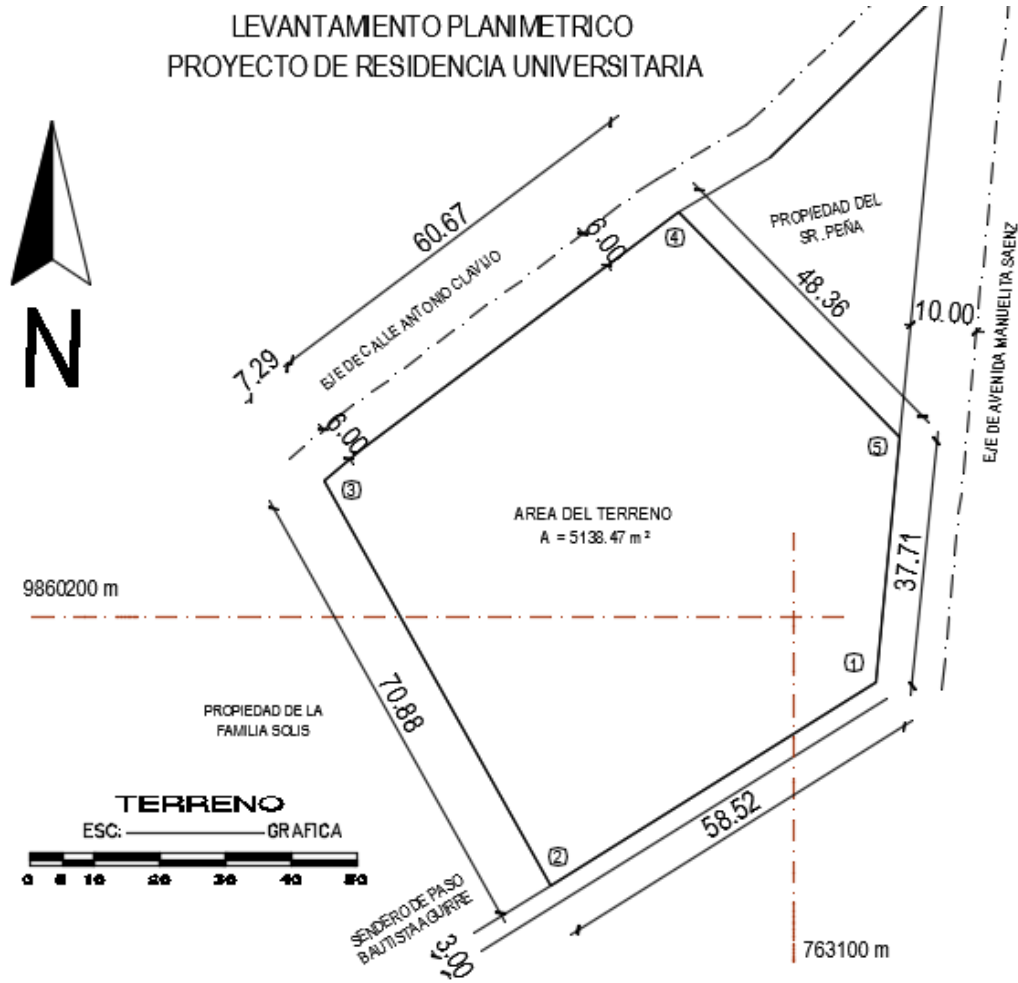 LEVANTAMIENTO PLANIMETRICO
PROYECTO DE RESIDENCIA UNIVERSITARIA
60.67
6.00
4
PROPIEDAD DEL
SR. PEÑA
48.36
10.00
EJE DE AVENIDA MANUELITA SAENZ
N
7.29
EJE DE CALLE ANTONIO CLAVIJO
6.00
3
5
AREA DEL TERRENO
A = 5138.47 m²
37.71
9860200 m
1
70.88
PROPIEDAD DE LA
FAMILIA SOLIS
TERRENO
ESC: GRAFICA
0 5 10 20 30 40 50
58.52
2
SENDERO DE PASO
BAUTISTA AGUIRRE
3.00
763100 m